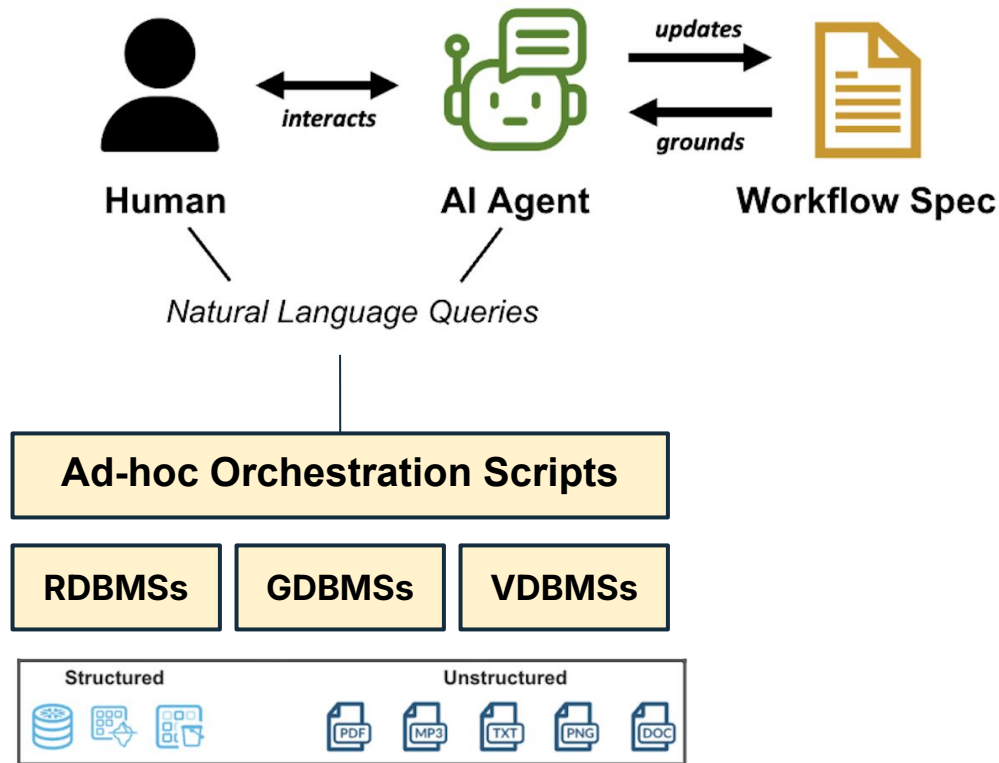 updates
interacts
grounds
Human
AI Agent
Workflow Spec
Natural Language Queries
Ad-hoc Orchestration Scripts
RDBMSs
GDBMSs
VDBMSs
Structured
Unstructured
PDF
MP3
TXT
PNG
DOC